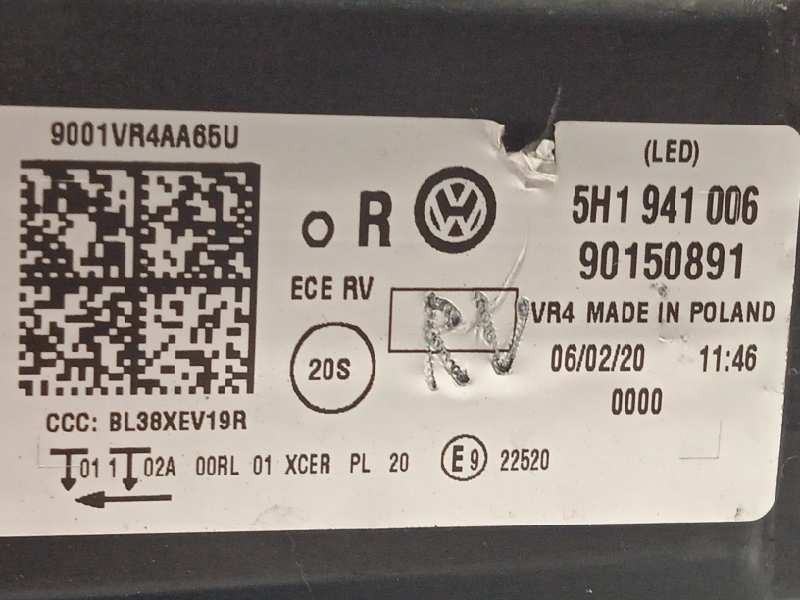 9001VR4AA65U
(LED)
o R
5H1 941 006
90150891
ECE RV
RV
VR4 MADE IN POLAND
20S
06/02/20 11:46
0000
CCC: BL38XEV19R
01 1 02A 00RL 01 XCER PL 20 E9 22520